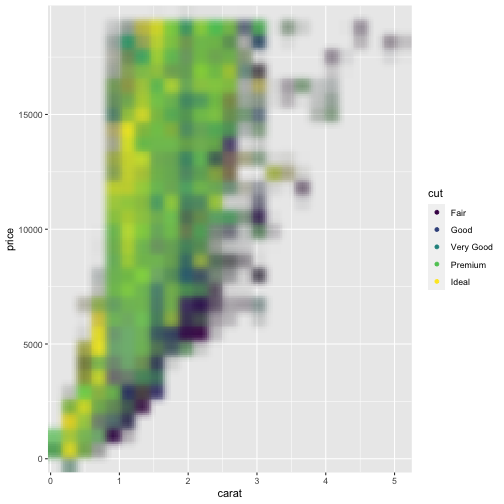 15000
10000
5000
0
price
0
1
2
3
4
5
carat
cut
Fair
Good
Very Good
Premium
Ideal